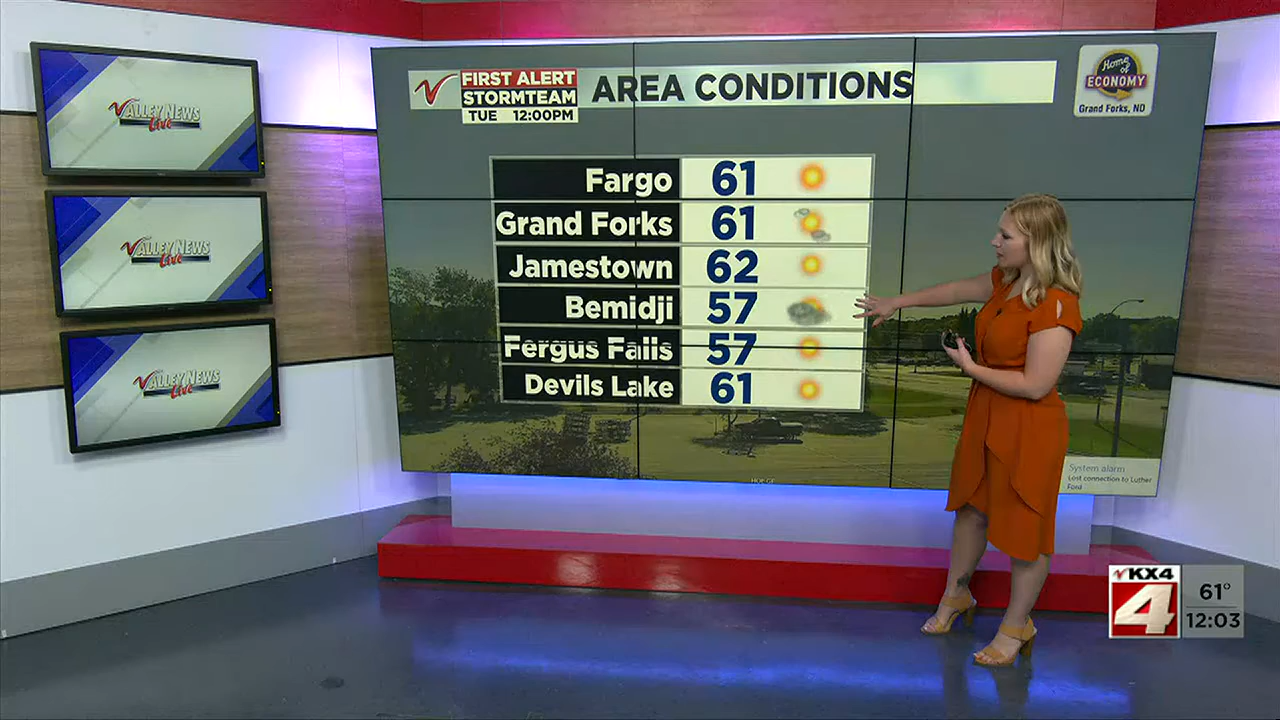 VALLEY NEWS
Live
VALLEY NEWS
Live
VALLEY NEWS
Live
FIRST ALERT
STORMTEAM
TUE 12:00PM
AREA CONDITIONS
Home
of
ECONOMY
Grand Forks, ND
Fargo 61
Grand Forks 61
Jamestown 62
Bemidji 57
Fergus Falls 57
Devils Lake 61
System alarm
Lost connection to Luther
Ford
KX4
4
61°
12:03